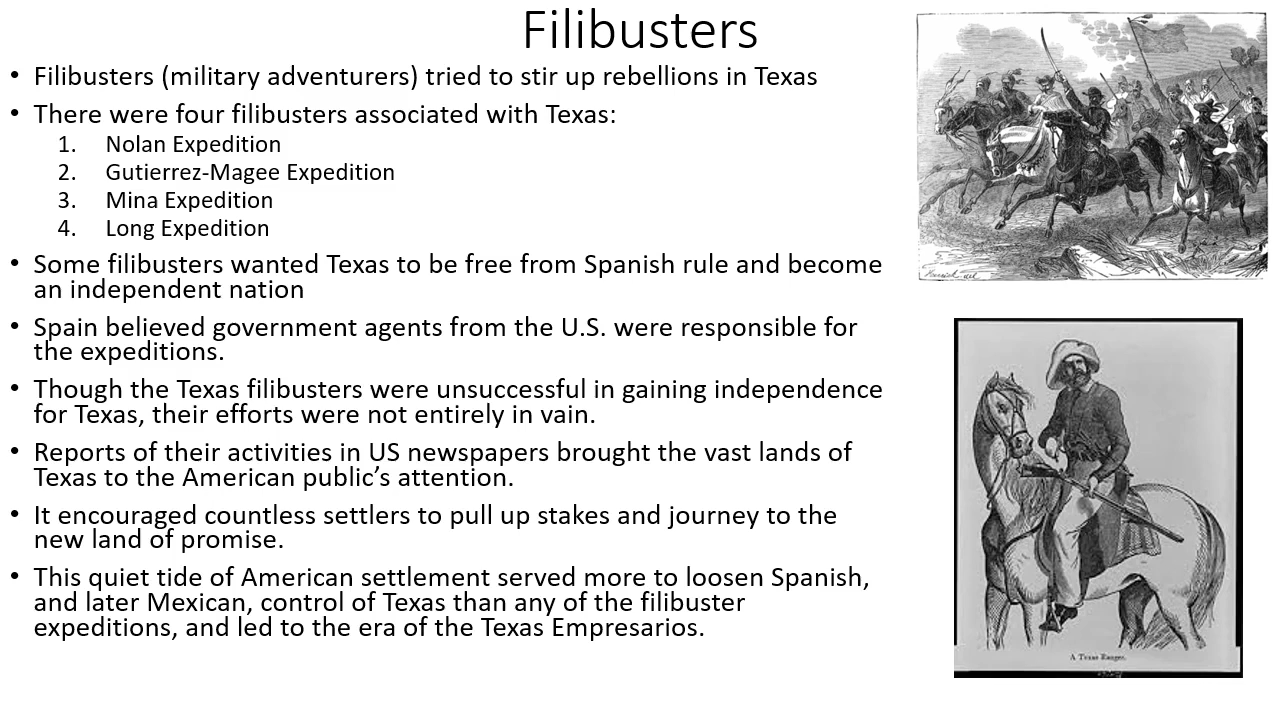 Filibusters
• Filibusters (military adventurers) tried to stir up rebellions in Texas
• There were four filibusters associated with Texas:
1. Nolan Expedition
2. Gutierrez-Magee Expedition
3. Mina Expedition
4. Long Expedition
• Some filibusters wanted Texas to be free from Spanish rule and become
an independent nation
• Spain believed government agents from the U.S. were responsible for
the expeditions.
• Though the Texas filibusters were unsuccessful in gaining independence
for Texas, their efforts were not entirely in vain.
• Reports of their activities in US newspapers brought the vast lands of
Texas to the American public’s attention.
• It encouraged countless settlers to pull up stakes and journey to the
new land of promise.
• This quiet tide of American settlement served more to loosen Spanish,
and later Mexican, control of Texas than any of the filibuster
expeditions, and led to the era of the Texas Empresarios.
A Texas Ranger.